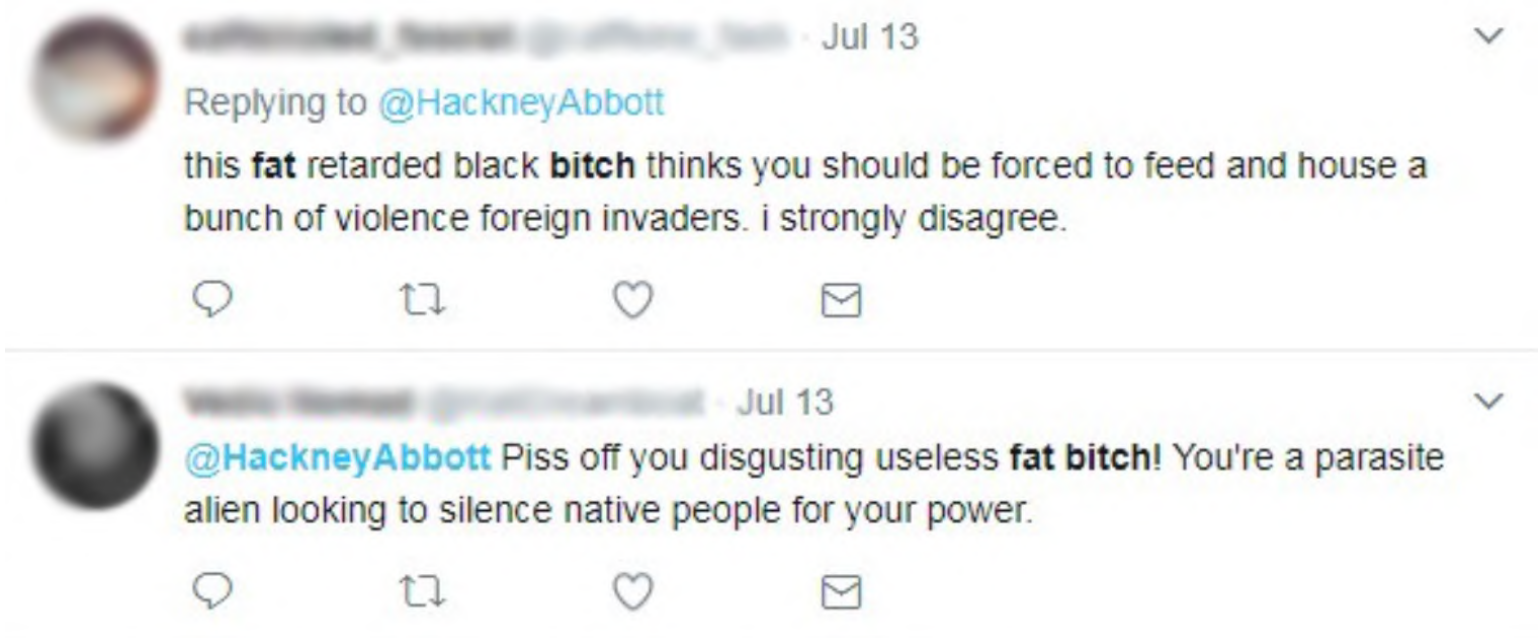 Jul 13
Replying to @HackneyAbbott
this fat retarded black bitch thinks you should be forced to feed and house a
bunch of violence foreign invaders. i strongly disagree.
Jul 13
@HackneyAbbott Piss off you disgusting useless fat bitch! You're a parasite
alien looking to silence native people for your power.